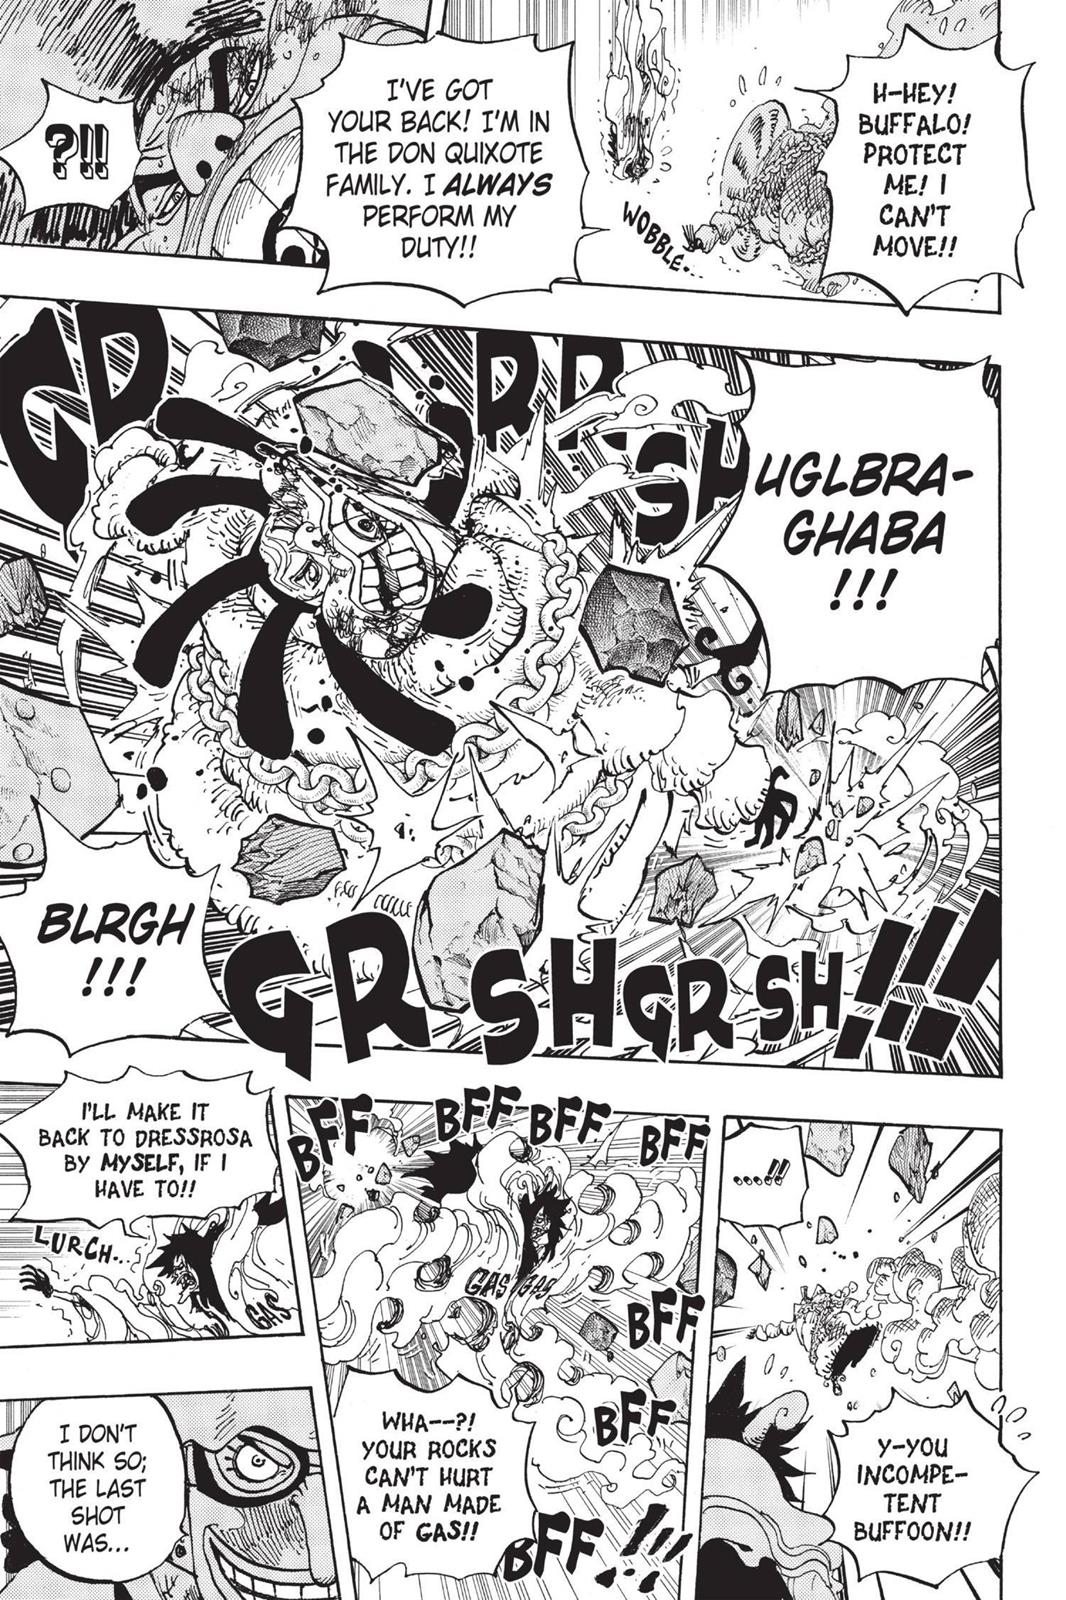 H-HEY!
BUFFALO!
PROTECT
ME! I
CAN'T
MOVE!!
WOBBLE...
I'VE GOT
YOUR BACK! I'M IN
THE DON QUIXOTE
FAMILY. I ALWAYS
PERFORM MY
DUTY!!
?!!
UGLBRA-
GHABA
!!!
BLRGH
!!!
GRSHGRSH!!!
....!!
Y-YOU
INCOMPE-
TENT
BUFFOON!!
BFF
BFF
BFF
BFF
GAS
GAS
BFF
BFF
BFF!!!
WHA--?!
YOUR ROCKS
CAN'T HURT
A MAN MADE
OF GAS!!
I'LL MAKE IT
BACK TO DRESSROSA
BY MYSELF, IF I
HAVE TO!!
LURCH...
GAS
I DON'T
THINK SO;
THE LAST
SHOT
WAS...